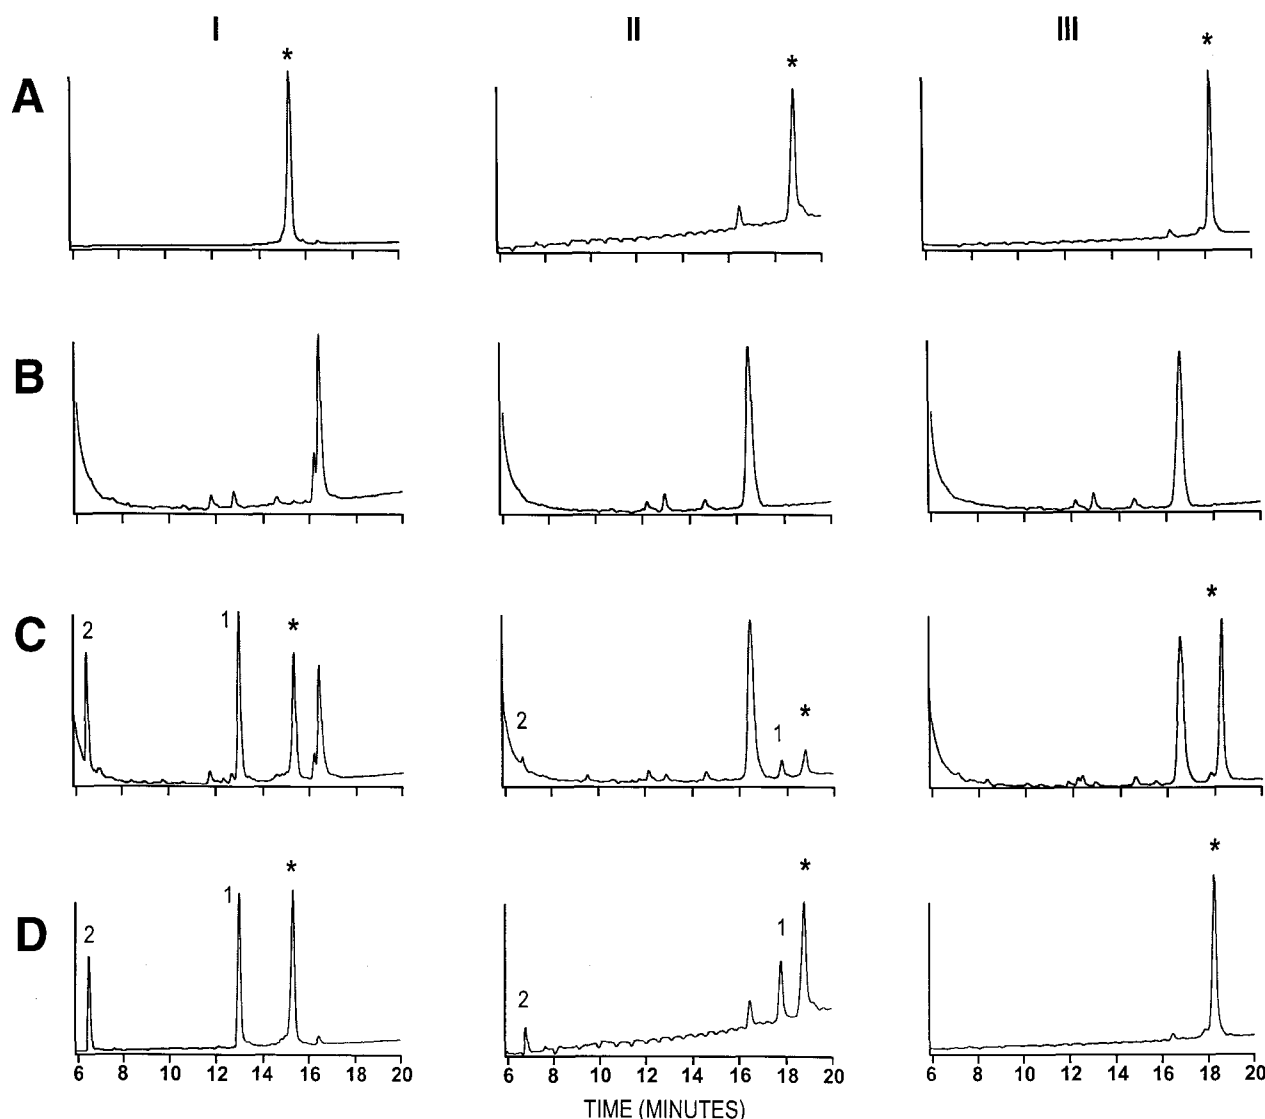 I II III
A * * *
B
C 2 1 * 2 1 * *
D 2 1 * 2 1 * *
6 8 10 12 14 16 18 20 6 8 10 12 14 16 18 20 6 8 10 12 14 16 18 20
TIME (MINUTES)